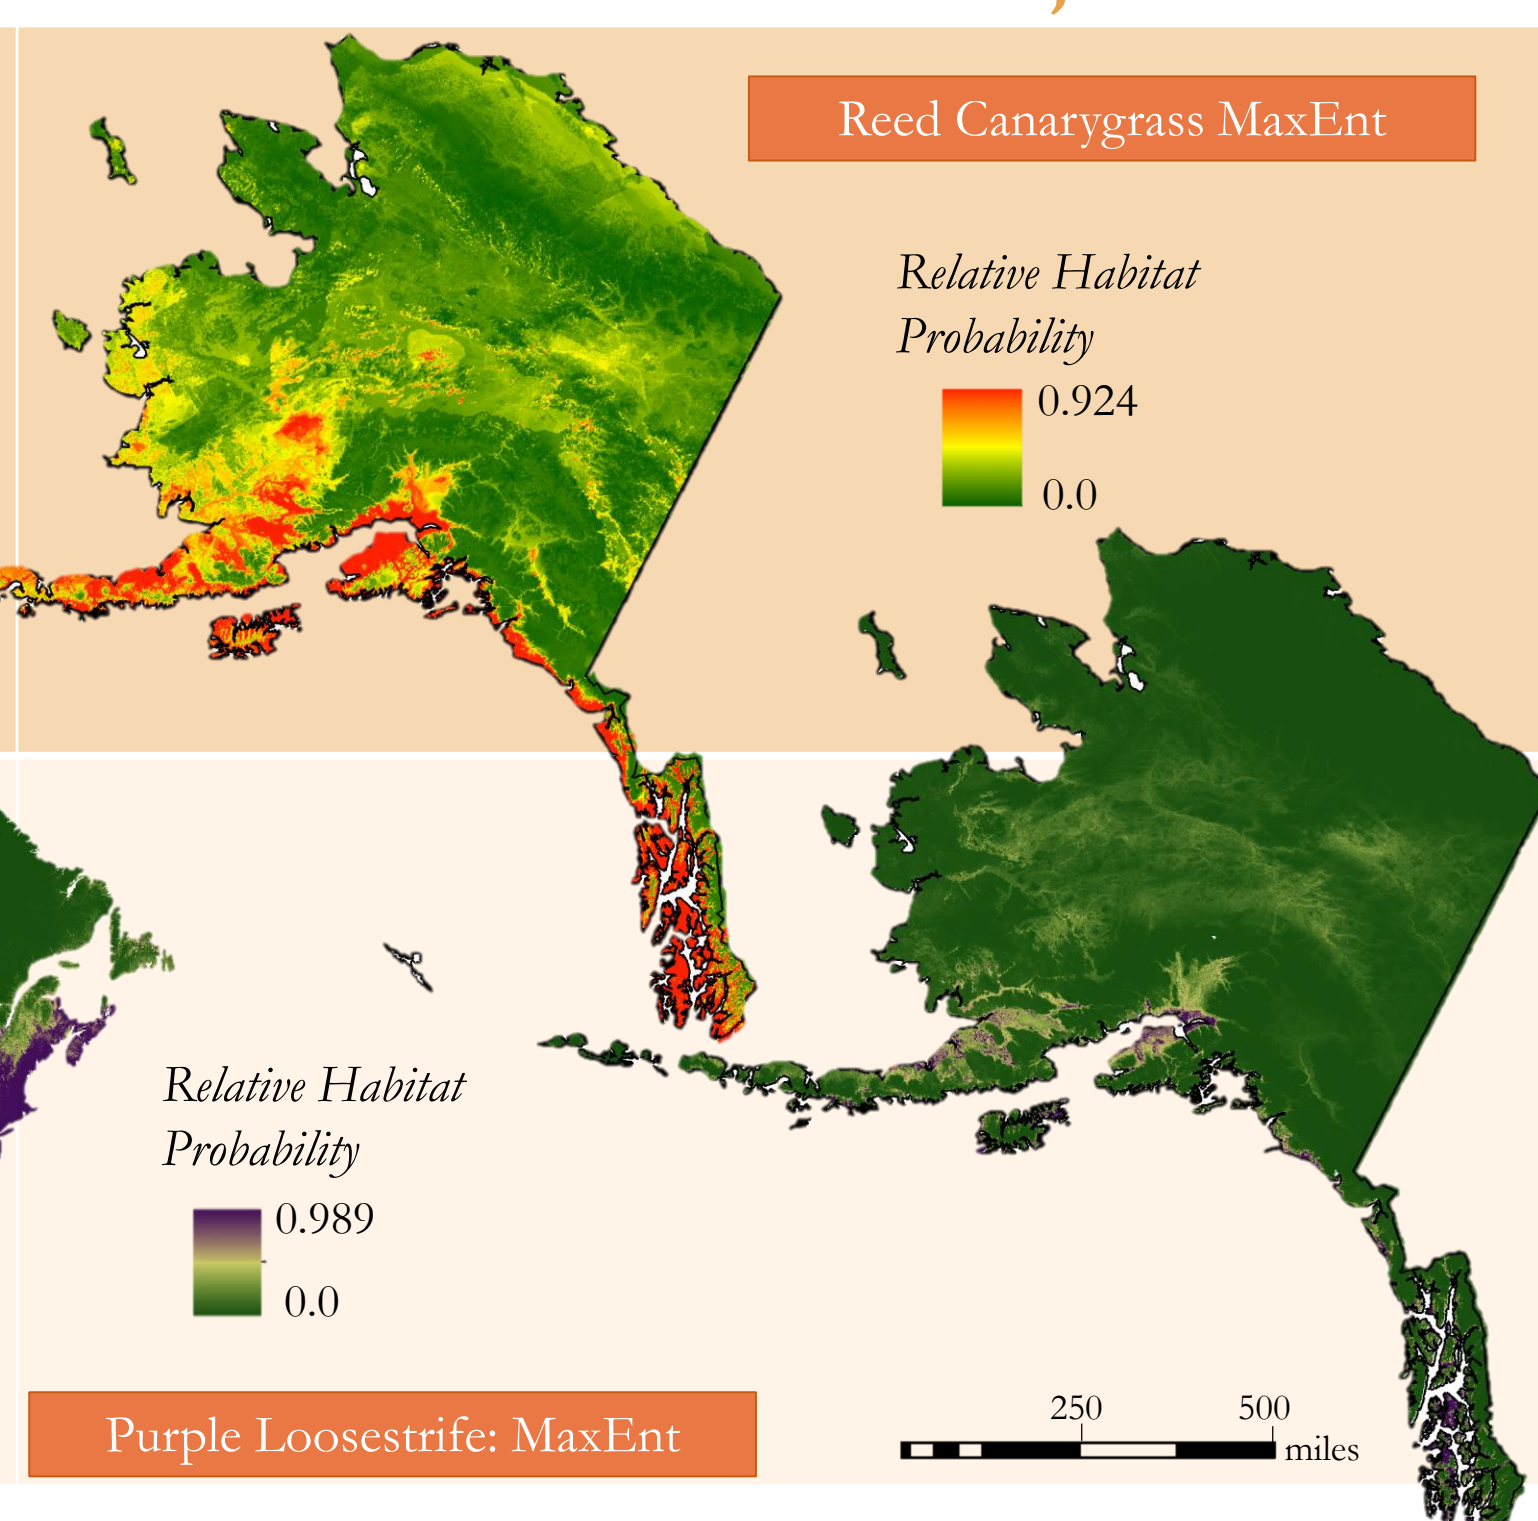 Reed Canarygrass MaxEnt
Relative Habitat
Probability
0.924
0.0
Relative Habitat
Probability
0.989
0.0
Purple Loosestrife: MaxEnt
250 500
miles